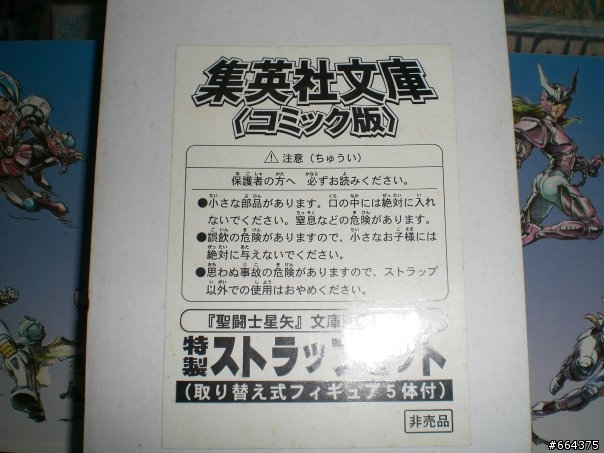 集英社文庫
〈コミック版〉
⚠ 注意（ちゅうい）
保護者の方へ 必ずお読みください。
●小さな部品があります。口の中には絶対に入れ
ないでください。窒息などの危険があります。
●誤飲の危険がありますので、小さなお子様には
絶対に与えないでください。
●思わぬ事故の危険がありますので、ストラップ
以外での使用はおやめください。
『聖闘士星矢』文庫
特製ストラップセット
（取り替え式フィギュア5体付）
非売品
#664375